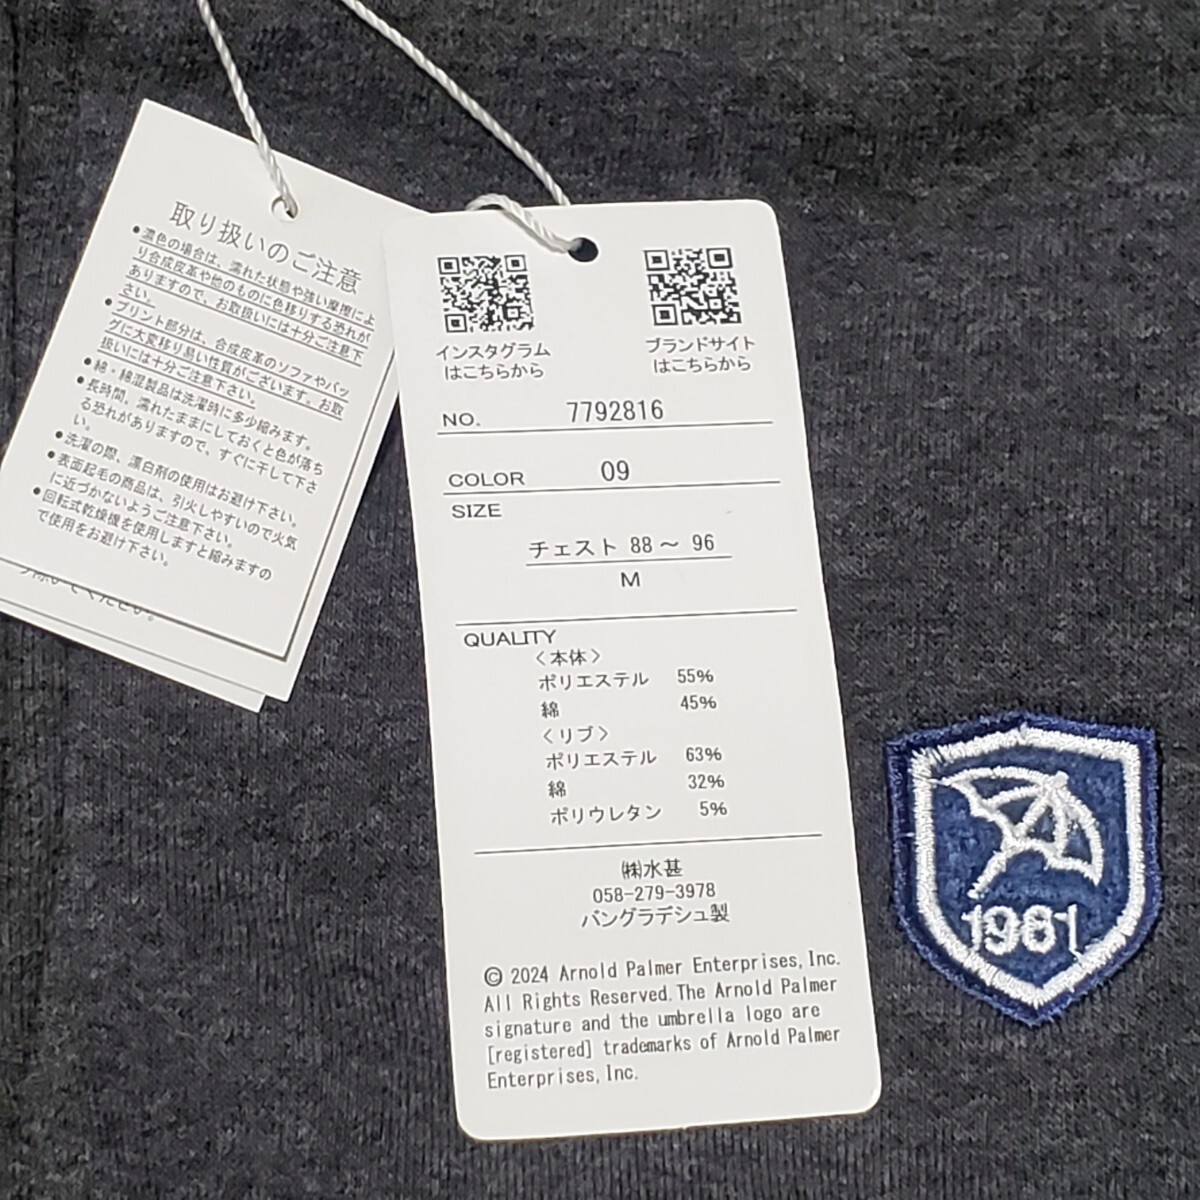 取り扱いのご注意
●濃色の場合は、濡れた状態や強い摩擦によ
り合成皮革や他のものに色移りする恐れが
ありますので、お取扱いには十分ご注意下
さい。
●プリント部分は、合成皮革のソファやバッ
グに大変移り易い性質がございます。お取
扱いには十分ご注意下さい。
●綿・綿混製品は洗濯時に多少縮みます。
●長時間、濡れたままにしておくと色が落ち
る恐れがありますので、すぐに干して下さ
い。
●洗濯の際、漂白剤の使用はお避け下さい。
●表面起毛の商品は、引火しやすいので火気
に近づかないようご注意下さい。
●回転式乾燥機を使用しますと縮みますの
で使用をお避け下さい。
てください。
インスタグラム
はこちらから
ブランドサイト
はこちらから
NO. 7792816
COLOR 09
SIZE
チェスト 88～ 96
M
QUALITY
〈本体〉
ポリエステル 55%
綿 45%
〈リブ〉
ポリエステル 63%
綿 32%
ポリウレタン 5%
㈱水甚
058-279-3978
バングラデシュ製
© 2024 Arnold Palmer Enterprises,Inc.
All Rights Reserved.The Arnold Palmer
signature and the umbrella logo are
[registered] trademarks of Arnold Palmer
Enterprises,Inc.
1961